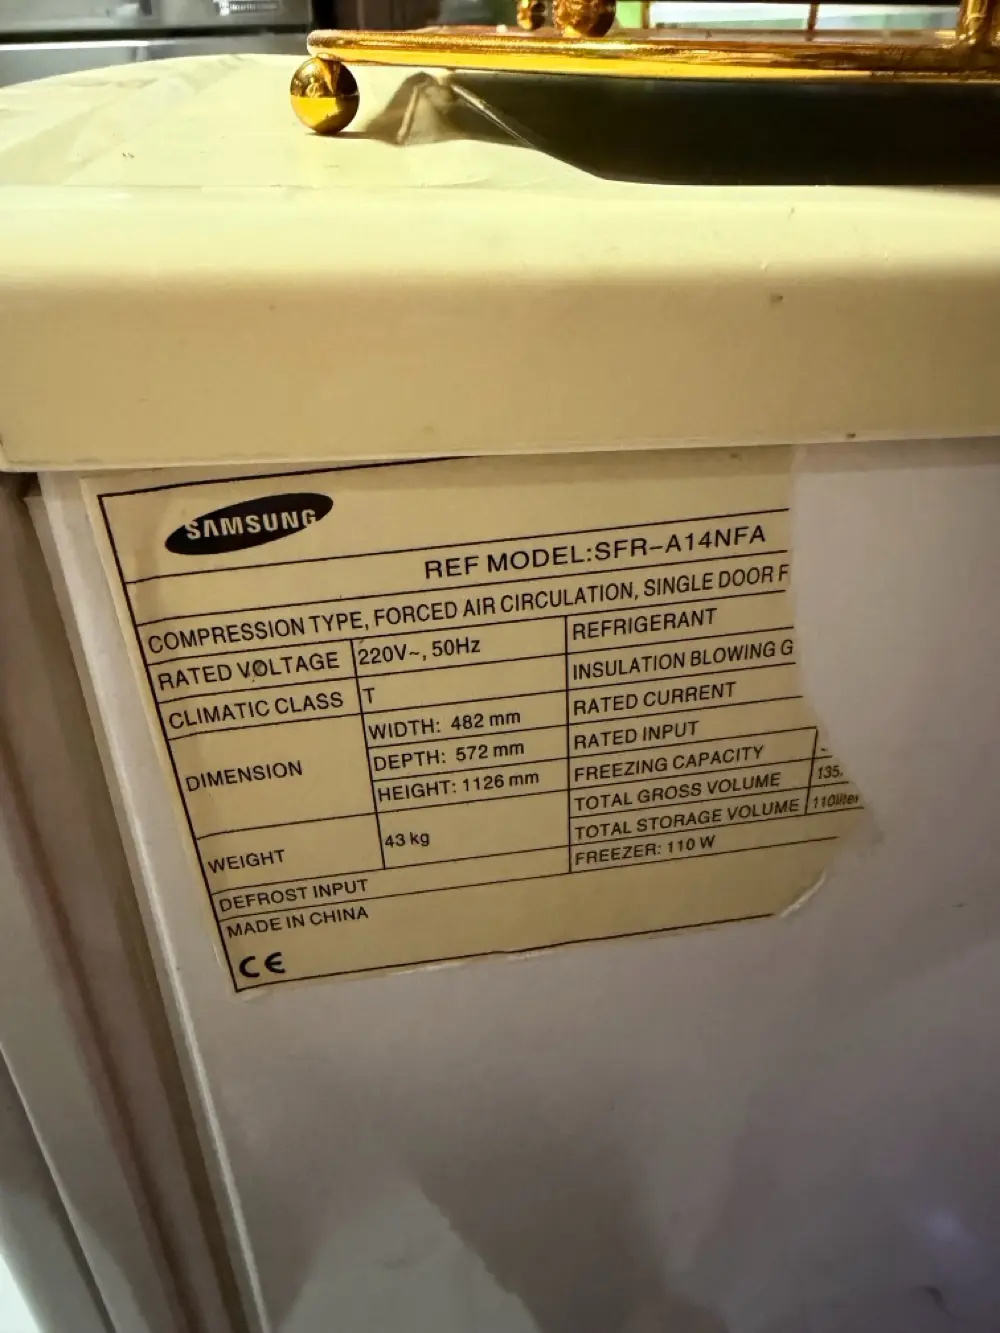 SAMSUNG
REF MODEL:SFR-A14NFA
COMPRESSION TYPE, FORCED AIR CIRCULATION, SINGLE DOOR F
RATED VOLTAGE 220V~, 50Hz
CLIMATIC CLASS T
DIMENSION
WIDTH: 482 mm
DEPTH: 572 mm
HEIGHT: 1126 mm
WEIGHT 43 kg
DEFROST INPUT
MADE IN CHINA
CE
REFRIGERANT
INSULATION BLOWING G
RATED CURRENT
RATED INPUT
FREEZING CAPACITY
TOTAL GROSS VOLUME 135.
TOTAL STORAGE VOLUME 110liter
FREEZER: 110 W